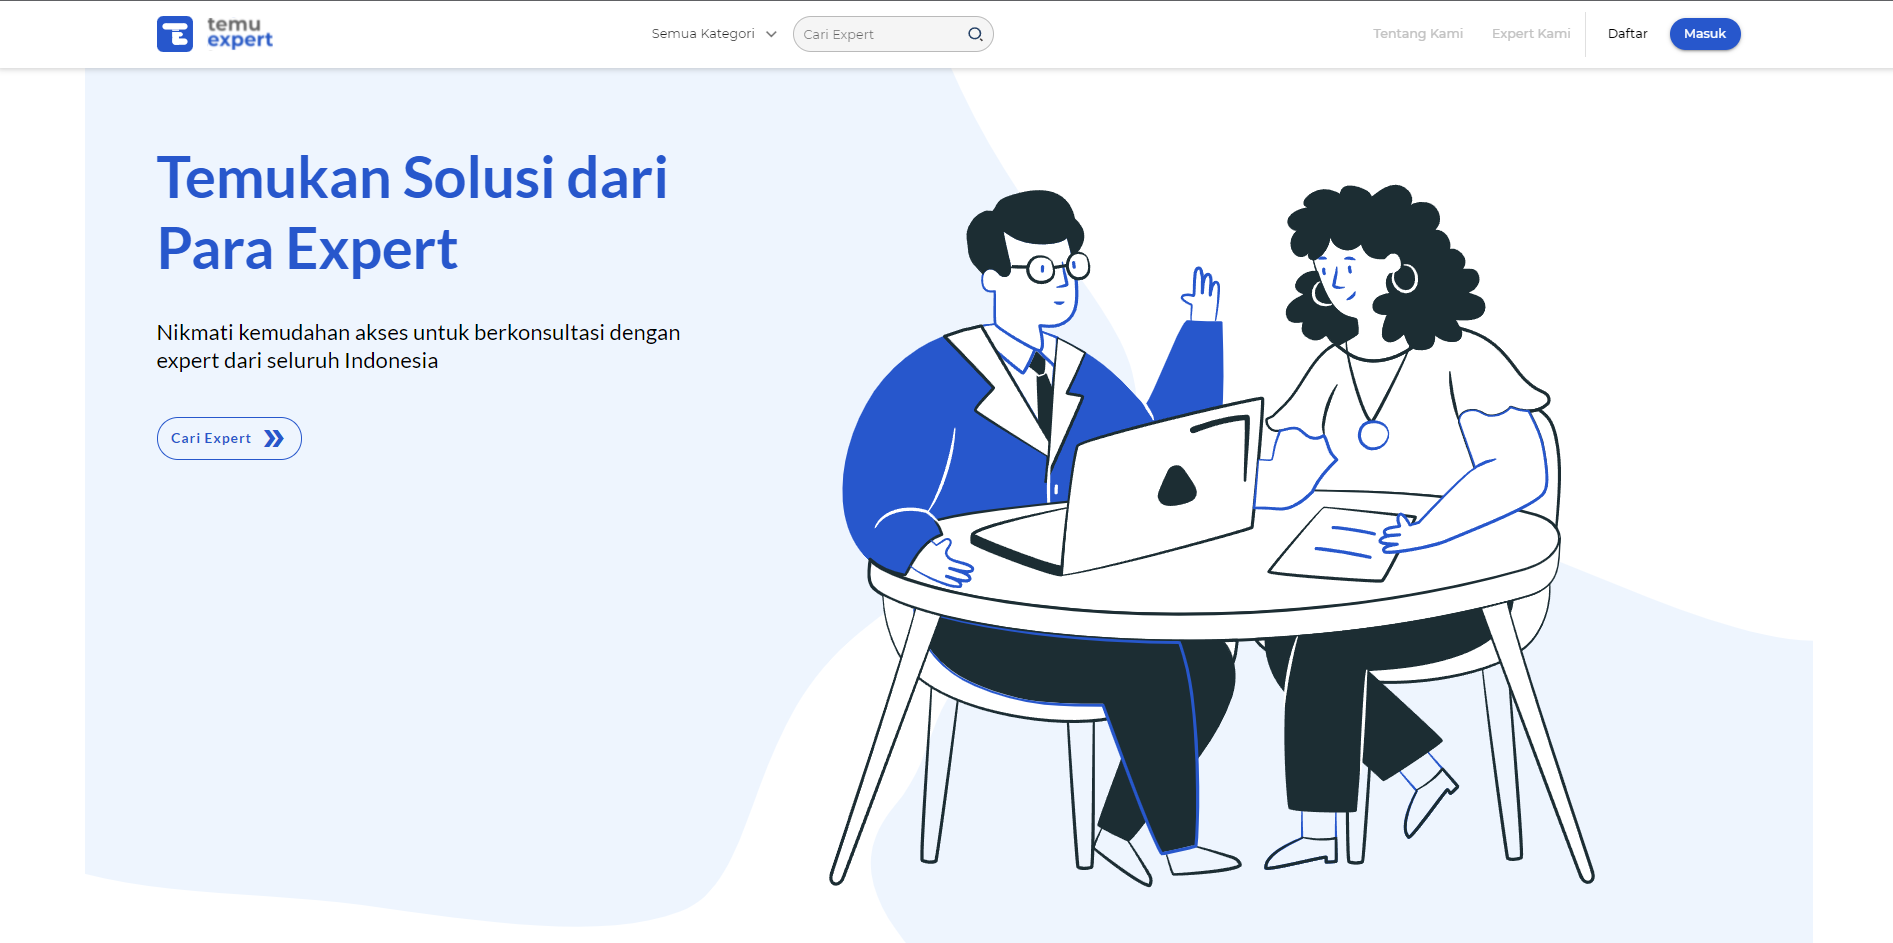 temu
expert
Semua Kategori
Cari Expert
Tentang Kami
Expert Kami
Daftar
Masuk
Temukan Solusi dari
Para Expert
Nikmati kemudahan akses untuk berkonsultasi dengan
expert dari seluruh Indonesia
Cari Expert